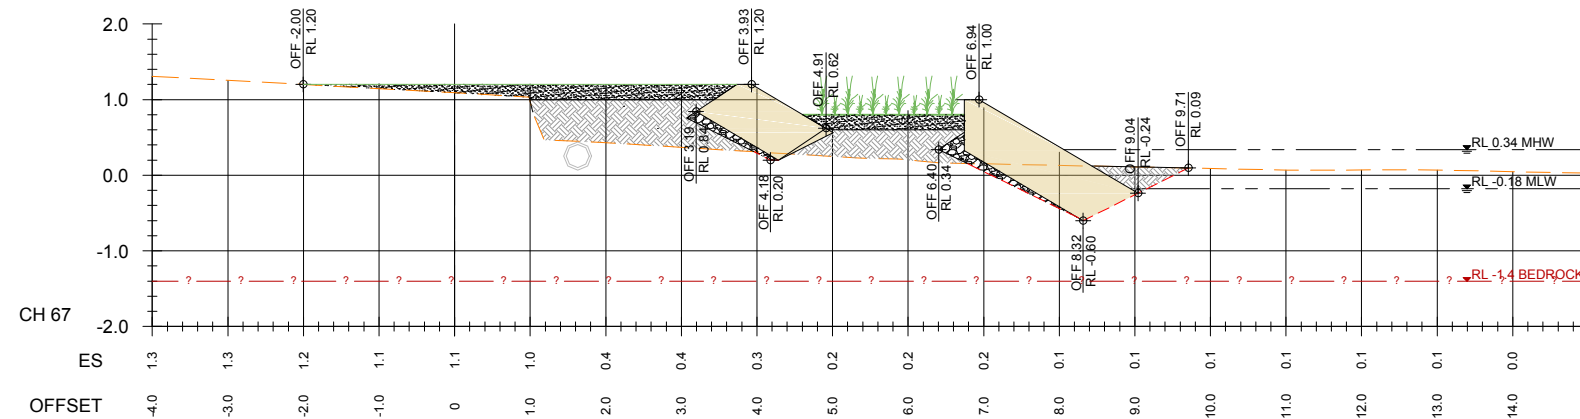 2.0
1.0
0.0
-1.0
-2.0
OFF -2.00
RL 1.20
OFF 3.93
RL 1.20
OFF 4.91
RL 0.62
OFF 6.94
RL 1.00
OFF 3.19
RL 0.84
OFF 4.18
RL 0.20
OFF 6.40
RL 0.34
OFF 8.32
RL -0.60
OFF 9.04
RL -0.24
OFF 9.71
RL 0.09
RL 0.34 MHW
RL -0.18 MLW
? ? ? ? ? ? ? ? ? ? ? ? ? ? ? ? ? ? ? ? ? ? ? ? ? ? ?
RL -1.4 BEDROCK
CH 67
ES 1.3 1.3 1.2 1.1 1.1 1.0 0.4 0.4 0.3 0.2 0.2 0.2 0.1 0.1 0.1 0.1 0.1 0.1 0.0
OFFSET -4.0 -3.0 -2.0 -1.0 0 1.0 2.0 3.0 4.0 5.0 6.0 7.0 8.0 9.0 10.0 11.0 12.0 13.0 14.0